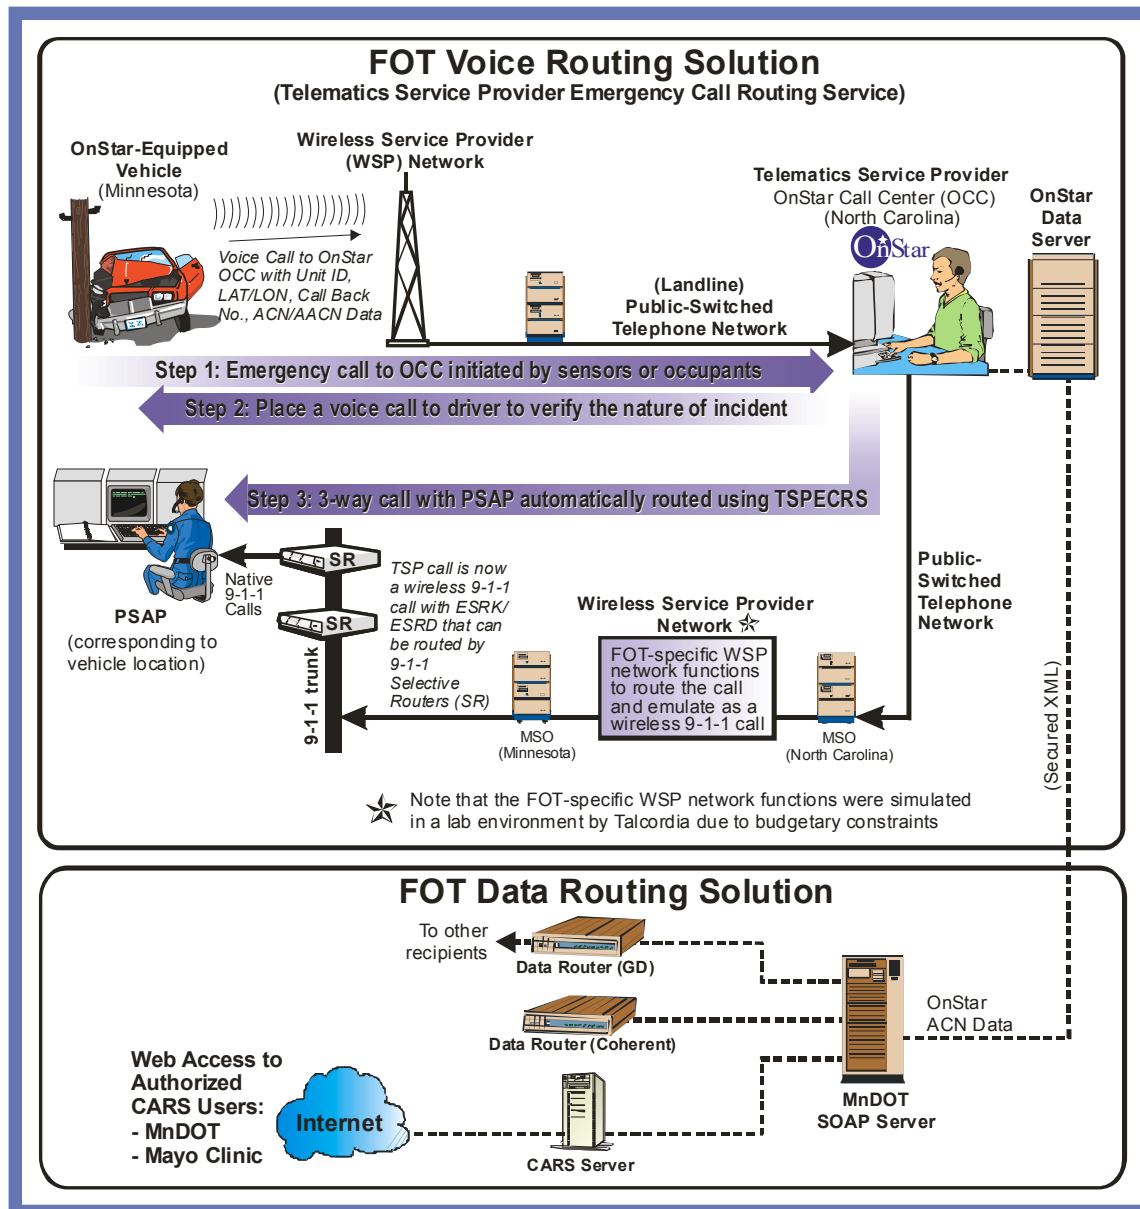 FOT Voice Routing Solution
(Telematics Service Provider Emergency Call Routing Service)
OnStar-Equipped
Vehicle
(Minnesota)
Wireless Service Provider
(WSP) Network
Voice Call to OnStar
OCC with Unit ID,
LAT/LON, Call Back
No., ACN/AACN Data
(Landline)
Public-Switched
Telephone Network
Telematics Service Provider
OnStar Call Center (OCC)
(North Carolina)
OnStar
OnStar
Data
Server
Step 1: Emergency call to OCC initiated by sensors or occupants
Step 2: Place a voice call to driver to verify the nature of incident
Step 3: 3-way call with PSAP automatically routed using TSPECRS
PSAP
(corresponding to
vehicle location)
Native
9-1-1
Calls
SR
SR
9-1-1 trunk
TSP call is now
a wireless 9-1-1
call with ESRK/
ESRD that can
be routed by
9-1-1
Selective
Routers (SR)
MSO
(Minnesota)
Wireless Service Provider
Network
FOT-specific WSP
network functions
to route the call
and emulate as a
wireless 9-1-1 call
MSO
(North Carolina)
Public-
Switched
Telephone
Network
(Secured XML)
Note that the FOT-specific WSP network functions were simulated
in a lab environment by Talcordia due to budgetary constraints
FOT Data Routing Solution
To other
recipients
Data Router (GD)
Data Router (Coherent)
OnStar
ACN Data
MnDOT
SOAP Server
Web Access to
Authorized
CARS Users:
- MnDOT
- Mayo Clinic
Internet
CARS Server